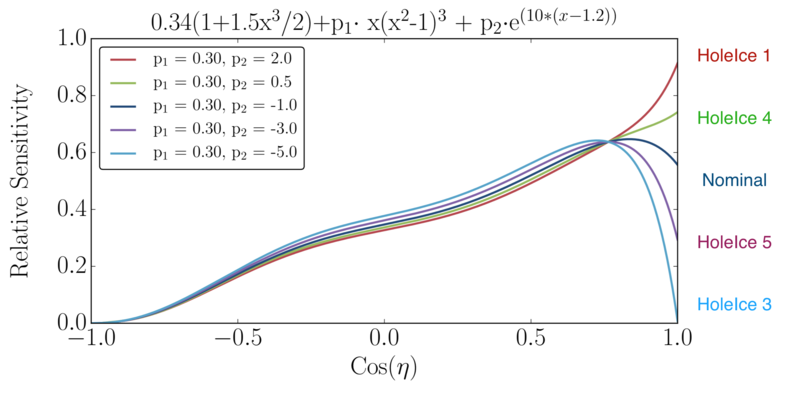 0.34(1+1.5x³/2)+p₁· x(x²-1)³ + p₂·e^(10*(x−1.2))
1.0
0.8
0.6
0.4
0.2
0.0
Relative Sensitivity
p₁ = 0.30, p₂ = 2.0
p₁ = 0.30, p₂ = 0.5
p₁ = 0.30, p₂ = -1.0
p₁ = 0.30, p₂ = -3.0
p₁ = 0.30, p₂ = -5.0
HoleIce 1
HoleIce 4
Nominal
HoleIce 5
HoleIce 3
−1.0 −0.5 0.0 0.5 1.0
Cos(η)